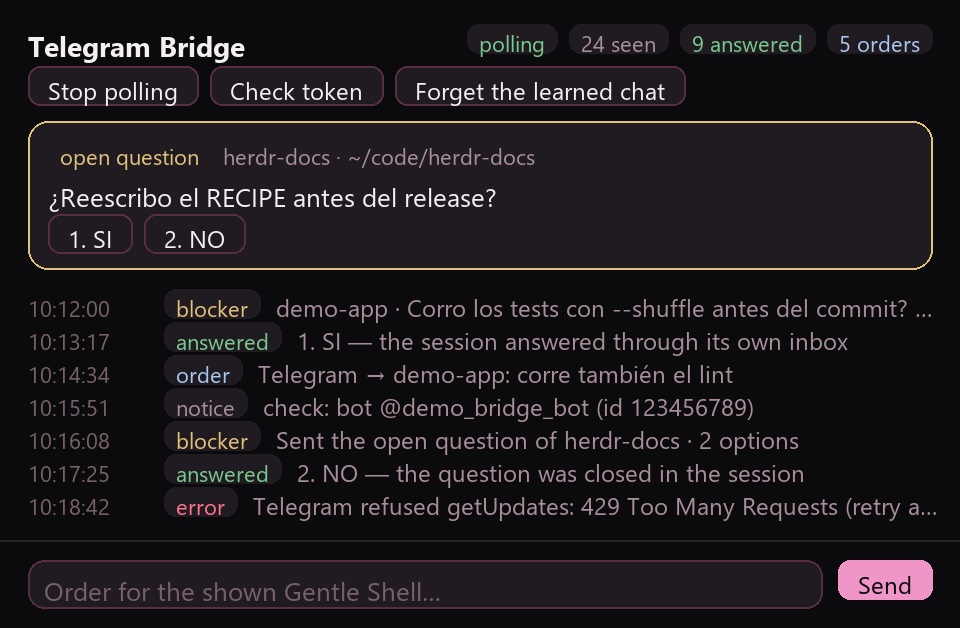 Telegram Bridge polling 24 seen 9 answered 5 orders
Stop polling Check token Forget the learned chat
open question herdr-docs · ~/code/herdr-docs
¿Reescribo el RECIPE antes del release?
1. SI 2. NO
10:12:00 blocker demo-app · Corro los tests con --shuffle antes del commit? …
10:13:17 answered 1. SI — the session answered through its own inbox
10:14:34 order Telegram → demo-app: corre también el lint
10:15:51 notice check: bot @demo_bridge_bot (id 123456789)
10:16:08 blocker Sent the open question of herdr-docs · 2 options
10:17:25 answered 2. NO — the question was closed in the session
10:18:42 error Telegram refused getUpdates: 429 Too Many Requests (retry a…
Order for the shown Gentle Shell… Send